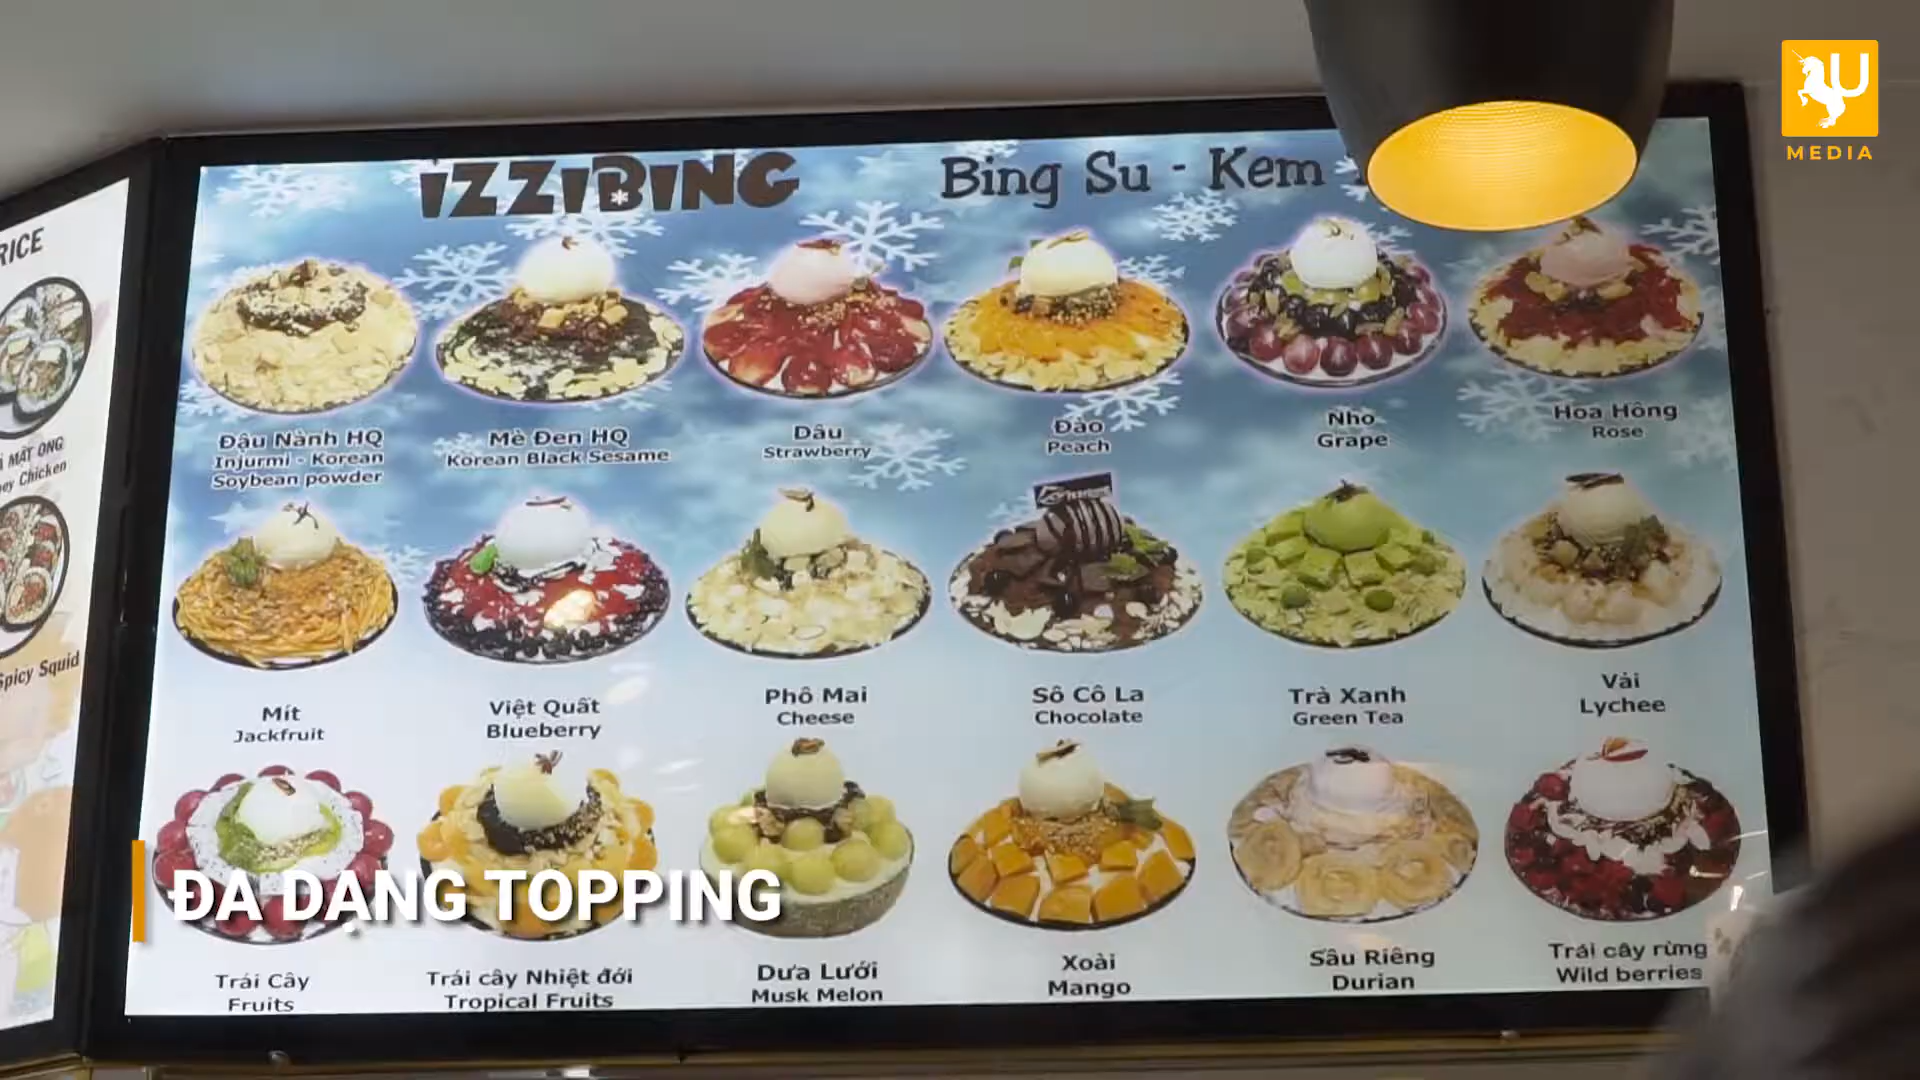 U
MEDIA
iZZiBiNG
Bing Su - Kem
RICE
MẬT ONG
Chicken
Spicy Squid
Đậu Nành HQ
Injurmi - Korean
Soybean powder
Mè Đen HQ
Korean Black Sesame
Dâu
Strawberry
Đào
Peach
Nho
Grape
Hoa Hồng
Rose
Mít
Jackfruit
Việt Quất
Blueberry
Phô Mai
Cheese
Sô Cô La
Chocolate
Trà Xanh
Green Tea
Vải
Lychee
ĐA DẠNG TOPPING
Trái Cây
Fruits
Trái cây Nhiệt đới
Tropical Fruits
Dưa Lưới
Musk Melon
Xoài
Mango
Sầu Riêng
Durian
Trái cây rừng
Wild berries